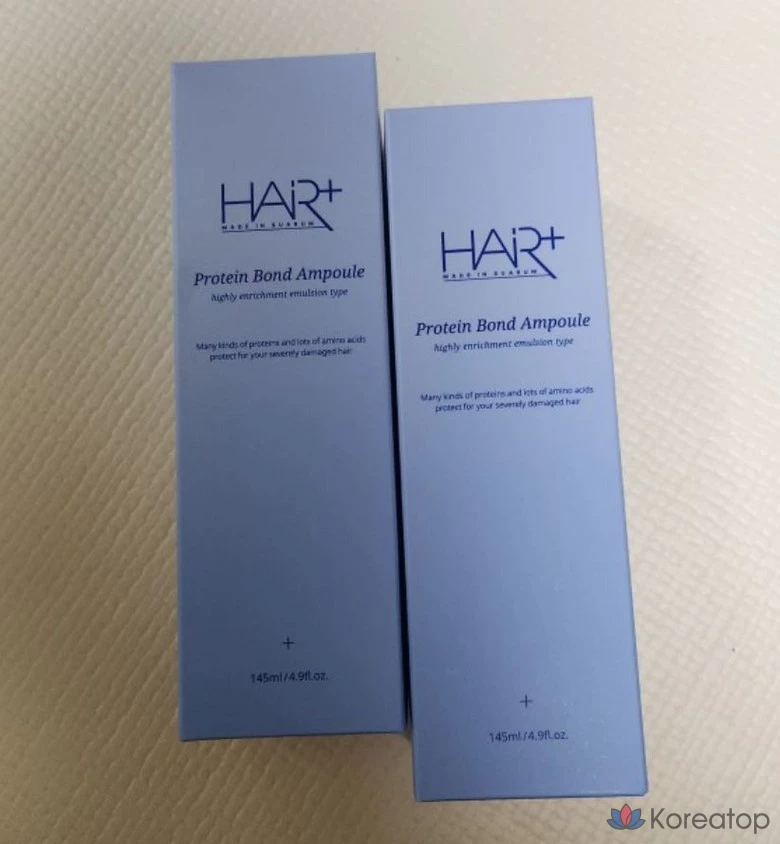 HAiR+
MADE IN SUARUM
Protein Bond Ampoule
highly enrichment emulsion type
Many kinds of proteins and lots of amino acids
protect for your severely damaged hair
+
145ml/4.9fl.oz.
HAiR+
MADE IN SUARUM
Protein Bond Ampoule
highly enrichment emulsion type
Many kinds of proteins and lots of amino acids
protect for your severely damaged hair
+
145ml/4.9fl.oz.
Koreatop